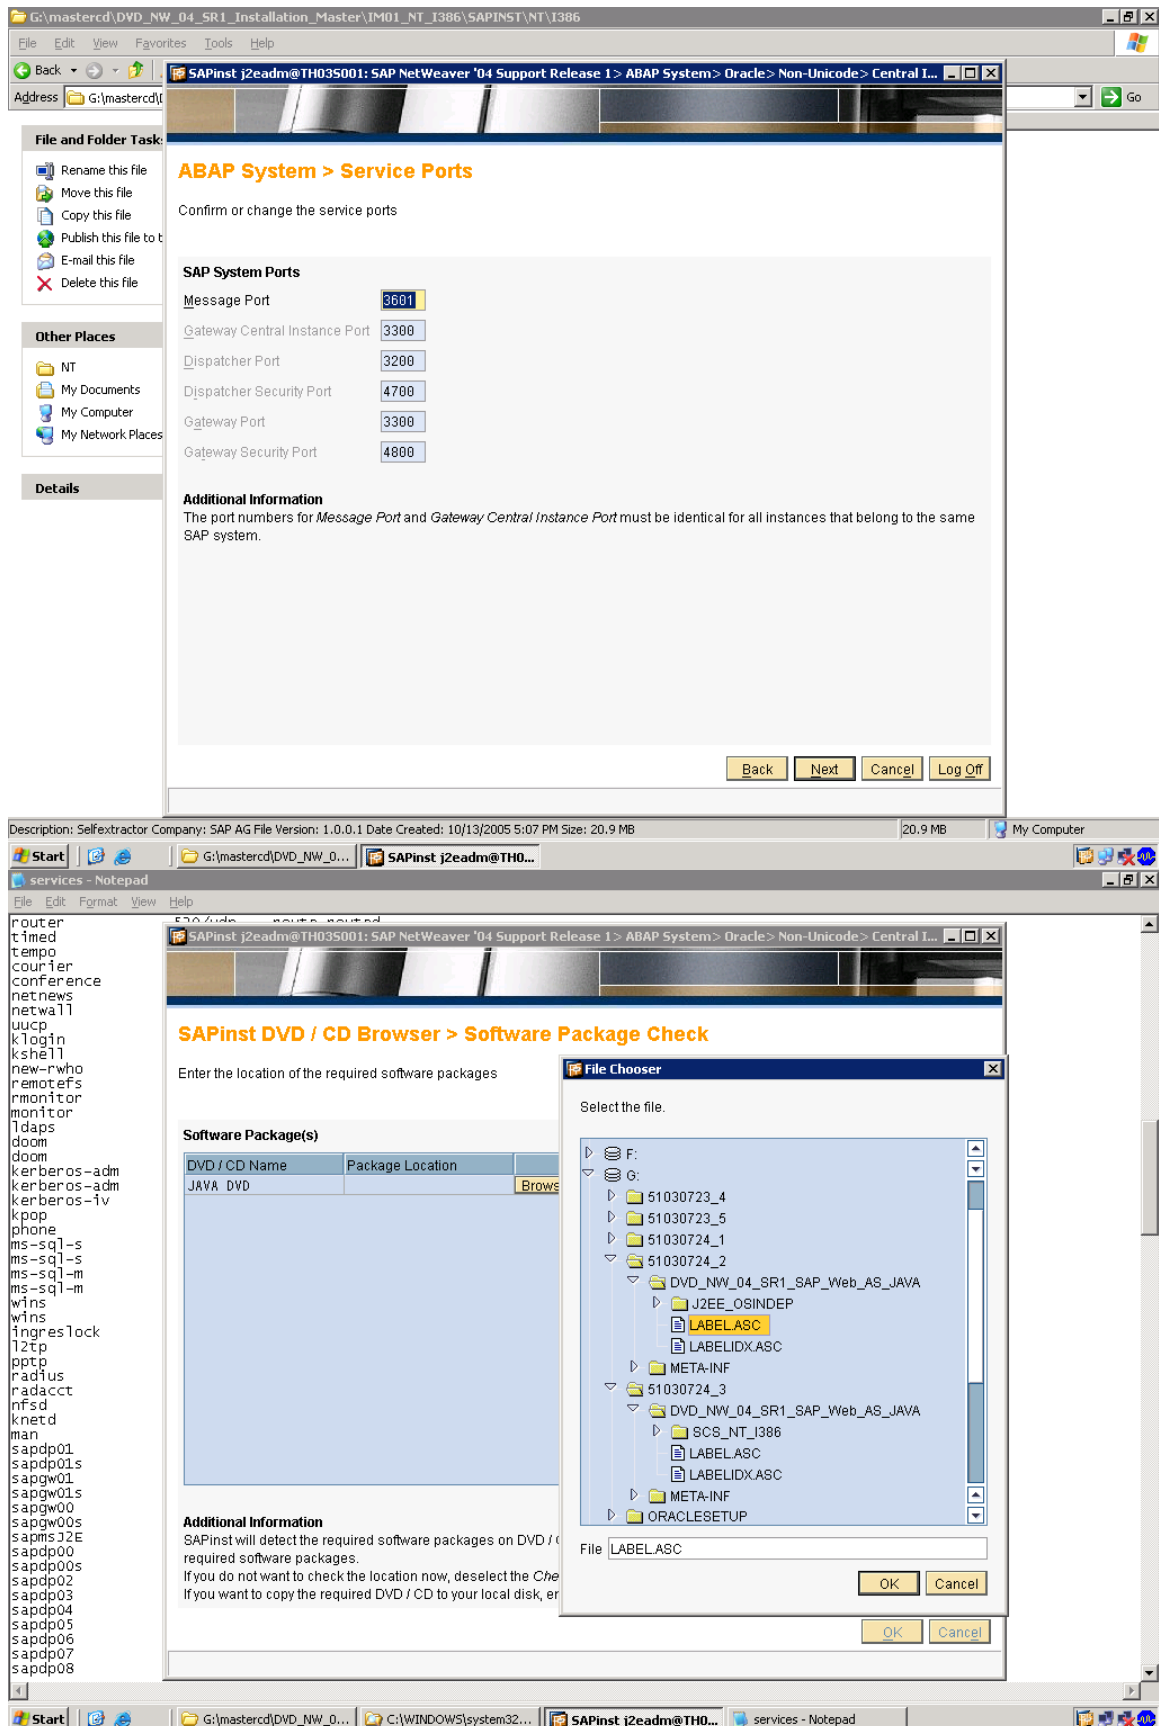 G:\mastercd\DVD_NW_04_SR1_Installation_Master\IM01_NT_I386\SAPINST\NT\I386
File Edit View Favorites Tools Help
Back
SAPinst j2eadm@TH03S001: SAP NetWeaver '04 Support Release 1> ABAP System> Oracle> Non-Unicode> Central I...
Address G:\mastercd\
Go
File and Folder Task
Rename this file
Move this file
Copy this file
Publish this file to t
E-mail this file
Delete this file
Other Places
NT
My Documents
My Computer
My Network Places
Details
ABAP System > Service Ports
Confirm or change the service ports
SAP System Ports
Message Port 3601
Gateway Central Instance Port 3300
Dispatcher Port 3200
Dispatcher Security Port 4700
Gateway Port 3300
Gateway Security Port 4800
Additional Information
The port numbers for Message Port and Gateway Central Instance Port must be identical for all instances that belong to the same
SAP system.
Back Next Cancel Log Off
Description: Selfextractor Company: SAP AG File Version: 1.0.0.1 Date Created: 10/13/2005 5:07 PM Size: 20.9 MB 20.9 MB My Computer
Start G:\mastercd\DVD_NW_0... SAPinst j2eadm@TH0...
services - Notepad
File Edit Format View Help
router
timed
tempo
courier
conference
netnews
netwall
uucp
klogin
kshell
new-rwho
remotefs
rmonitor
monitor
ldaps
doom
doom
kerberos-adm
kerberos-adm
kerberos-iv
kpop
phone
ms-sql-s
ms-sql-s
ms-sql-m
ms-sql-m
wins
wins
ingreslock
l2tp
pptp
radius
radacct
nfsd
knetd
man
sapdp01
sapdp01s
sapgw01
sapgw01s
sapgw00
sapgw00s
sapmsJ2E
sapdp00
sapdp00s
sapdp02
sapdp03
sapdp04
sapdp05
sapdp06
sapdp07
sapdp08
SAPinst j2eadm@TH03S001: SAP NetWeaver '04 Support Release 1> ABAP System> Oracle> Non-Unicode> Central I...
SAPinst DVD / CD Browser > Software Package Check
Enter the location of the required software packages
Software Package(s)
DVD / CD Name Package Location
JAVA DVD Brows
Additional Information
SAPinst will detect the required software packages on DVD /
required software packages.
If you do not want to check the location now, deselect the Che
If you want to copy the required DVD / CD to your local disk, er
OK Cancel
File Chooser
Select the file.
F:
G:
51030723_4
51030723_5
51030724_1
51030724_2
DVD_NW_04_SR1_SAP_Web_AS_JAVA
J2EE_OSINDEP
LABEL.ASC
LABELIDX.ASC
META-INF
51030724_3
DVD_NW_04_SR1_SAP_Web_AS_JAVA
SCS_NT_I386
LABEL.ASC
LABELIDX.ASC
META-INF
ORACLESETUP
File LABEL.ASC
OK Cancel
Start G:\mastercd\DVD_NW_0... C:\WINDOWS\system32... SAPinst j2eadm@TH0... services - Notepad